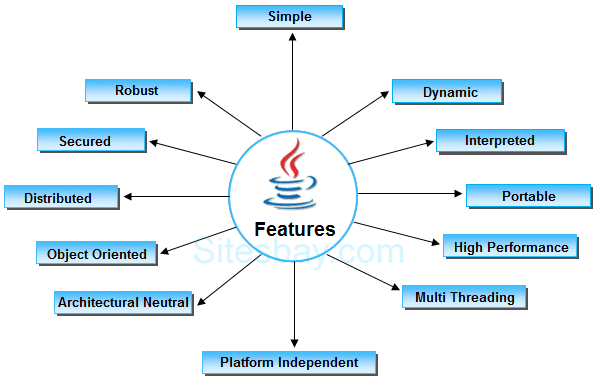 Simple
Robust
Dynamic
Secured
Interpreted
Distributed
Portable
Features
Object Oriented
High Performance
Sitesbay.com
Architectural Neutral
Multi Threading
Platform Independent